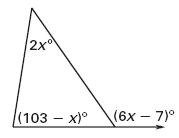 2x°
(103 − x)°
(6x − 7)°